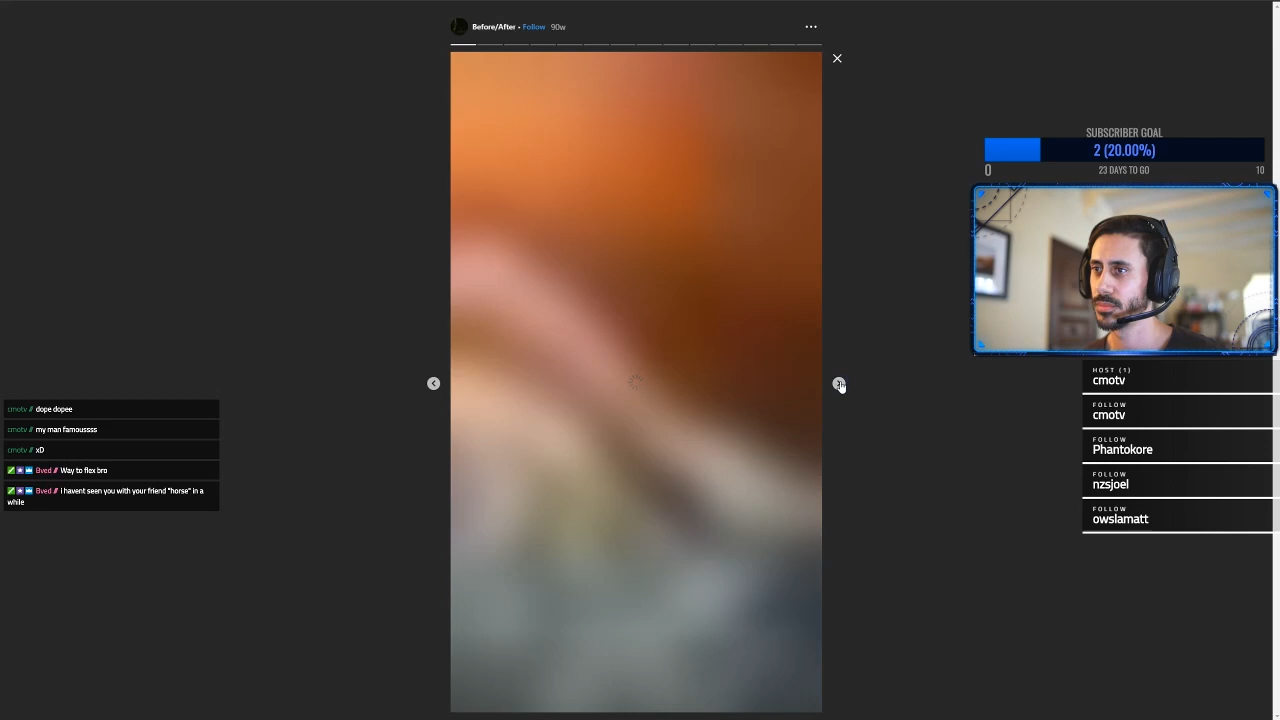 Before/After • Follow 90w
SUBSCRIBER GOAL
2 (20.00%)
0 23 DAYS TO GO 10
HOST (1)
cmotv
FOLLOW
cmotv
FOLLOW
Phantokore
FOLLOW
nzsjoel
FOLLOW
owslamatt
cmotv // dope dopee
cmotv // my man famoussss
cmotv // xD
Bved // Way to flex bro
Bved // I havent seen you with your friend "horse" in a
while